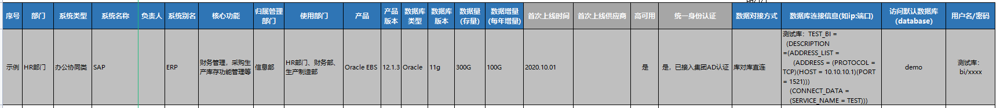 序号 部门 系统类型 系统名称 负责人 系统别名 核心功能 归属管理部门 使用部门 产品 产品版本 数据库类型 数据库版本 数据量(存量) 数据增量(每年增量) 首次上线时间 首次上线供应商 高可用 统一身份认证 数据对接方式 数据库连接信息(如ip:端口) 访问默认数据库(database) 用户名/密码
示例 HR部门 办公协同类 SAP ERP 财务管理，采购生产库存功能管理等 信息部 HR部门、财务部、生产制造部 Oracle EBS 12.1.3 Oracle 11g 300G 100G 2020.10.01 是 是，已接入集团AD认证 库对库直连
测试库：TEST_BI =
(DESCRIPTION
=(ADDRESS_LIST =
(ADDRESS = (PROTOCOL =
TCP)(HOST = 10.10.10.1)(PORT
= 1521)))
(CONNECT_DATA =
(SERVICE_NAME = TEST)))
demo
测试库：
bi/xxxx